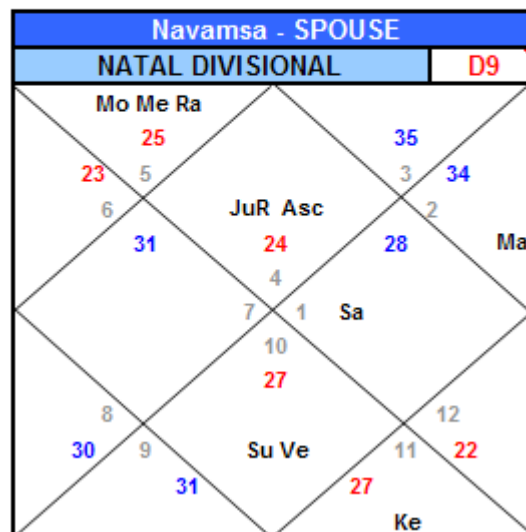 Navamsa - SPOUSE
NATAL DIVISIONAL D9
Mo Me Ra
25 35
23 5 3 34
6 JuR Asc 2
31 24 28 Ma
4
7 1 Sa
10
27
8 12
30 9 Su Ve 11 22
31 27
Ke